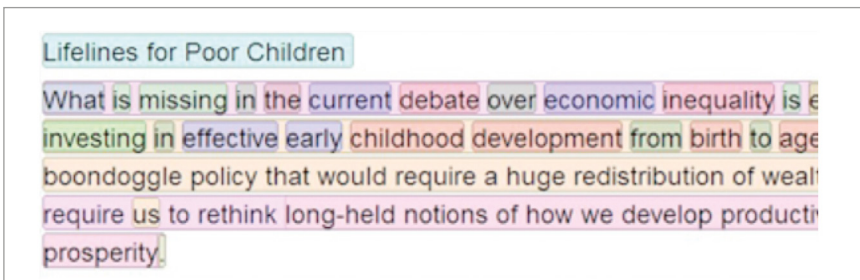 Lifelines for Poor Children
What is missing in the current debate over economic inequality is
investing in effective early childhood development from birth to age
boondoggle policy that would require a huge redistribution of
require us to rethink long-held notions of how we develop
prosperity.